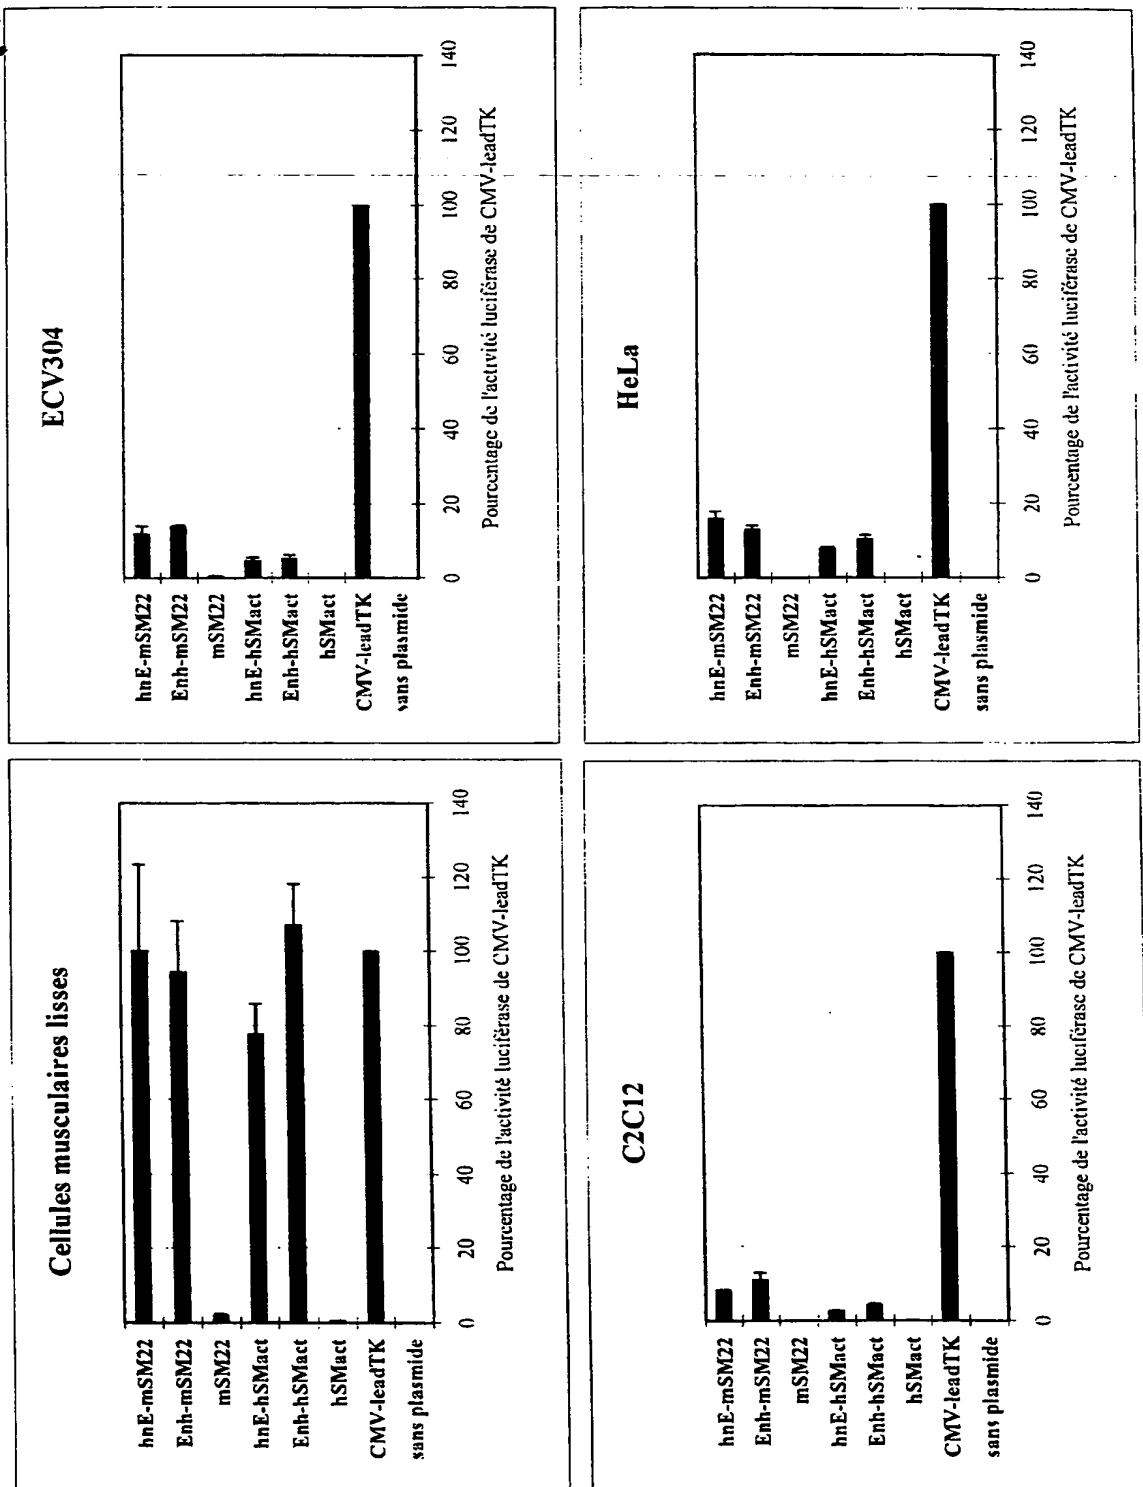 Cellules musculaires lisses
hnE-mSM22
Enh-mSM22
mSM22
hnE-hSMact
Enh-hSMact
hSMact
CMV-leadTK
sans plasmide
0 20 40 60 80 100 120 140
Pourcentage de l'activité luciférase de CMV-leadTK
ECV304
hnE-mSM22
Enh-mSM22
mSM22
hnE-hSMact
Enh-hSMact
hSMact
CMV-leadTK
sans plasmide
0 20 40 60 80 100 120 140
Pourcentage de l'activité luciférase de CMV-leadTK
C2C12
hnE-mSM22
Enh-mSM22
mSM22
hnE-hSMact
Enh-hSMact
hSMact
CMV-leadTK
sans plasmide
0 20 40 60 80 100 120 140
Pourcentage de l'activité luciférase de CMV-leadTK
HeLa
hnE-mSM22
Enh-mSM22
mSM22
hnE-hSMact
Enh-hSMact
hSMact
CMV-leadTK
sans plasmide
0 20 40 60 80 100 120 140
Pourcentage de l'activité luciférase de CMV-leadTK